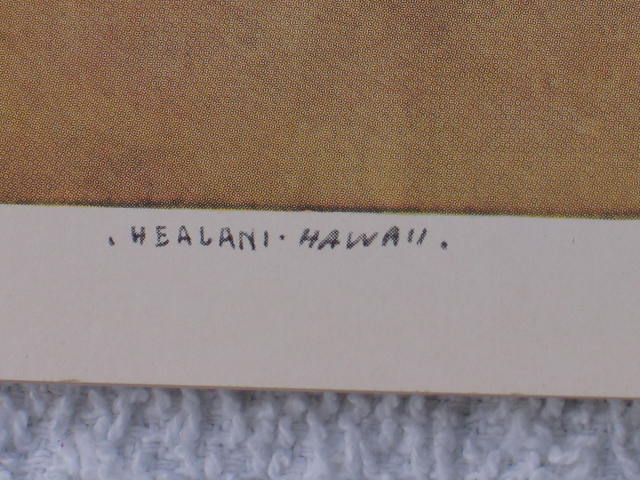 . HEALANI · HAWAII .